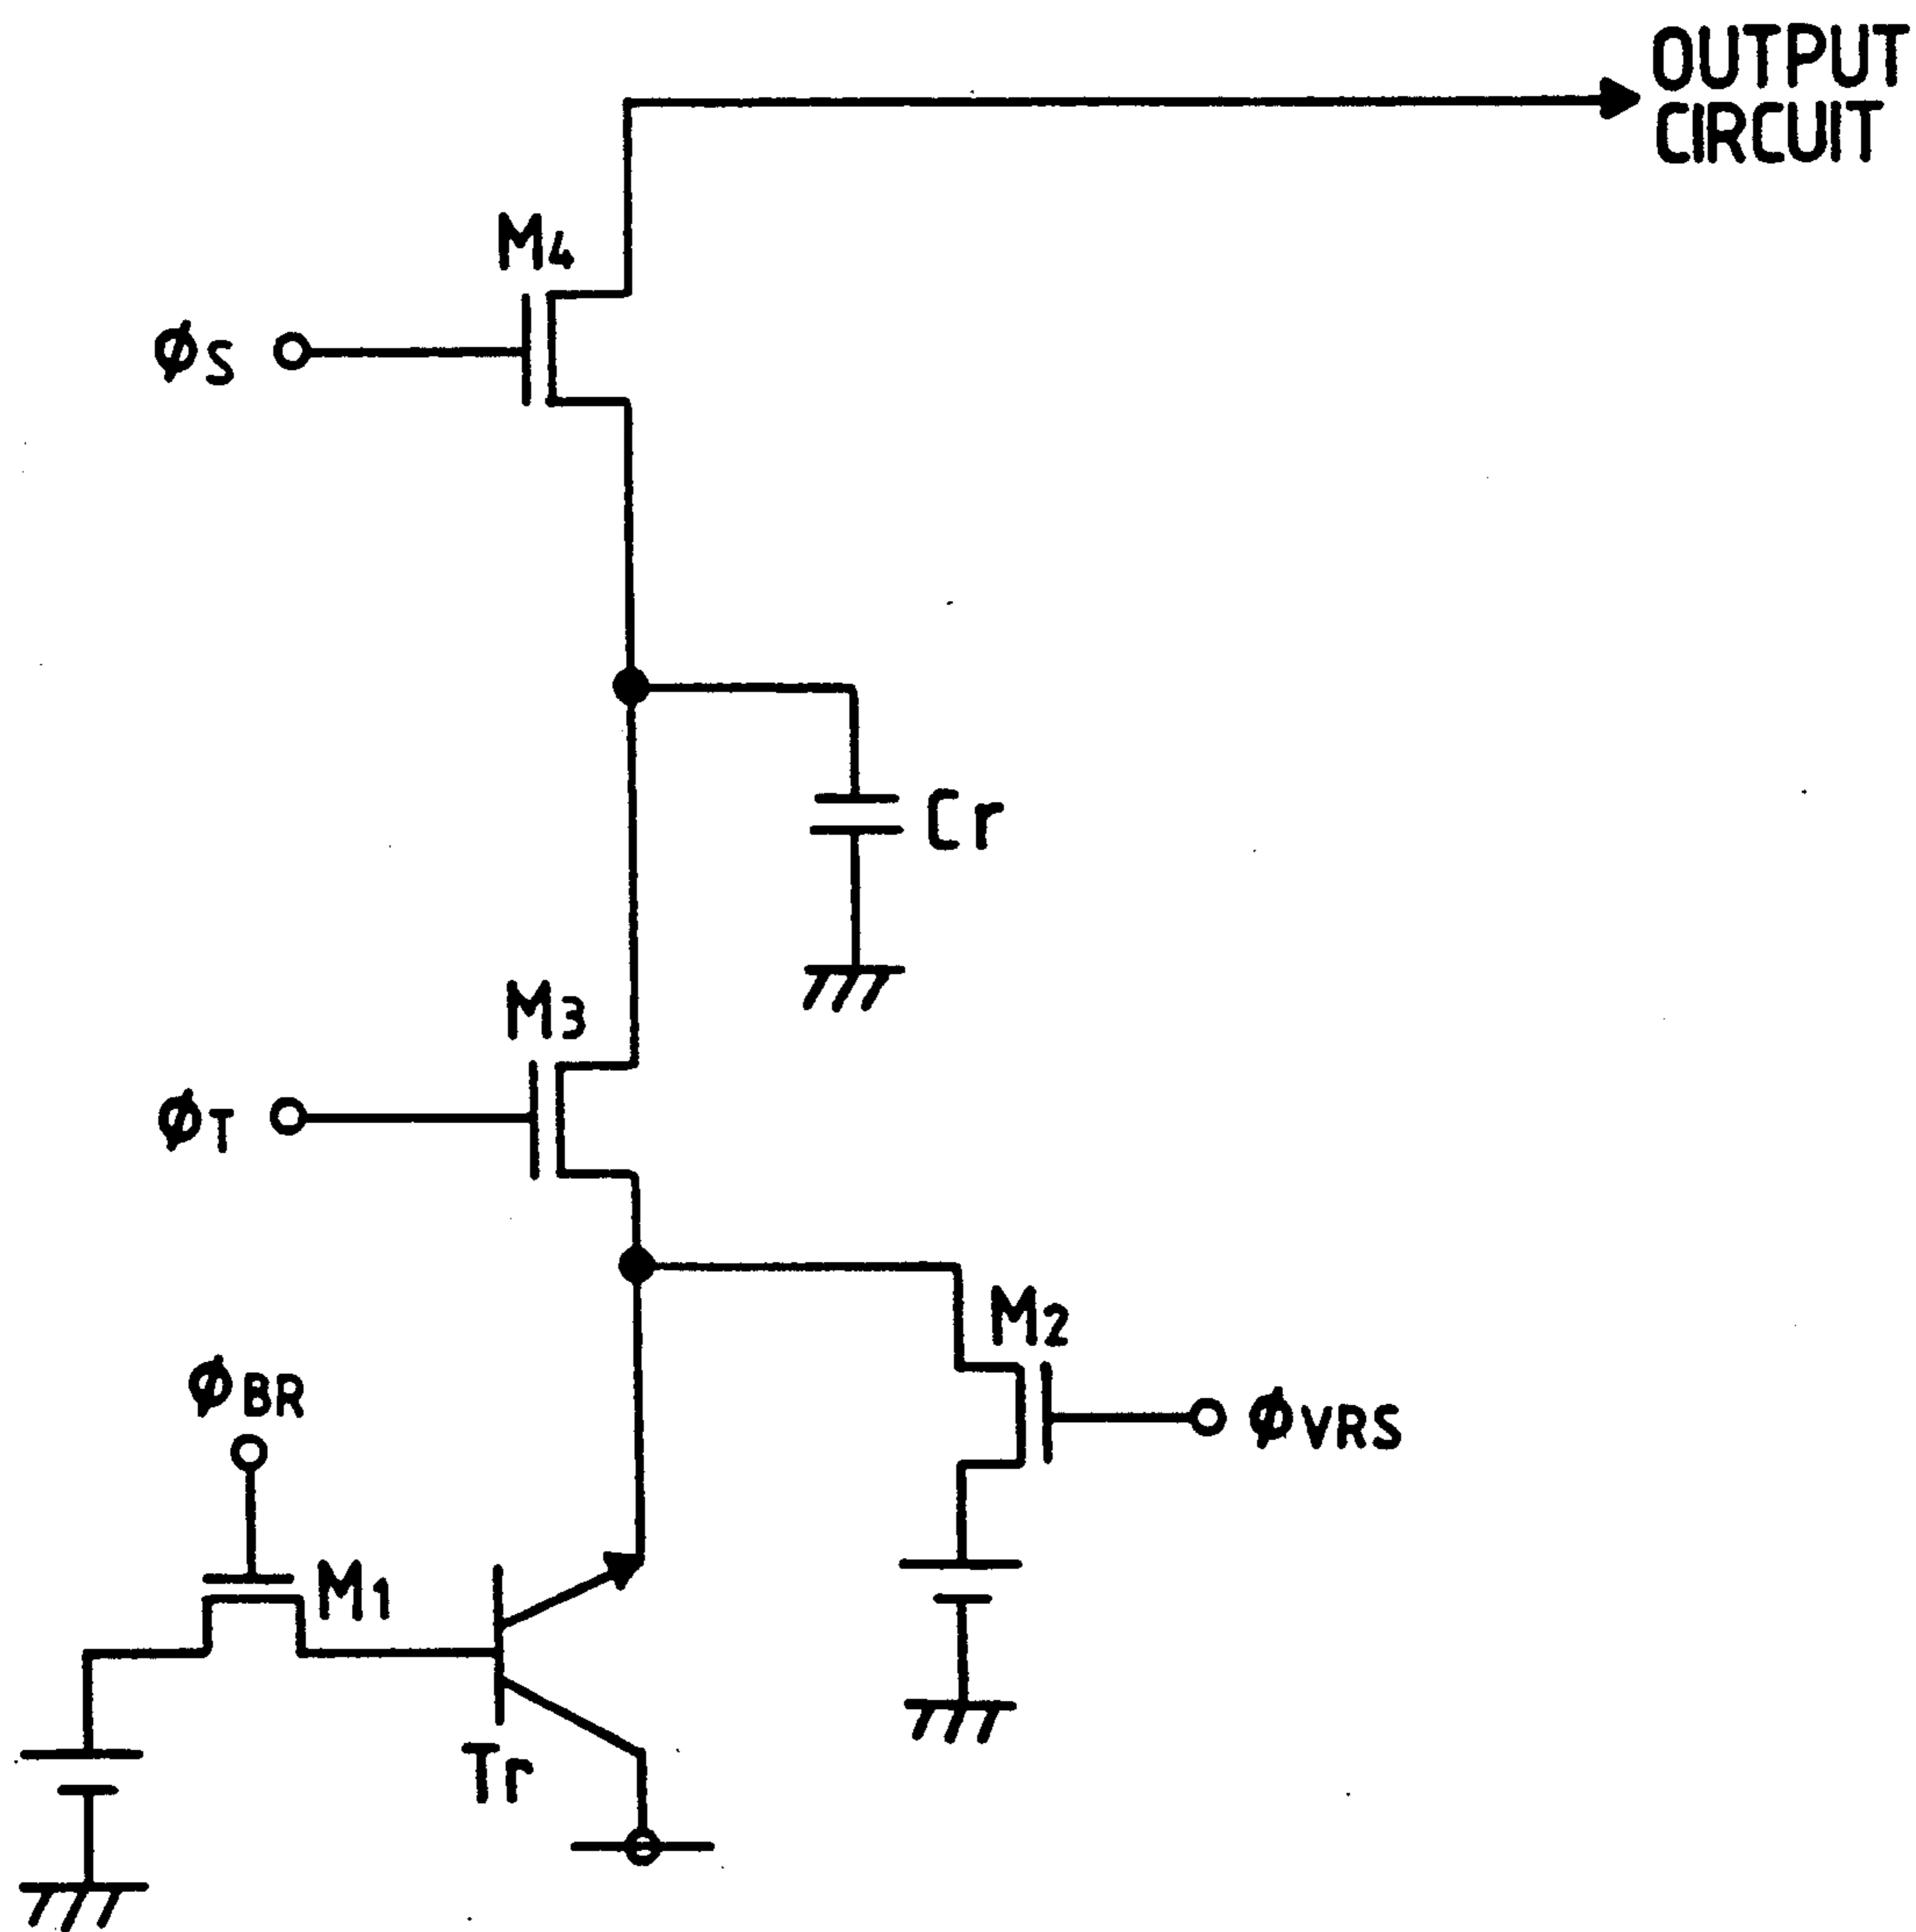 OUTPUT
CIRCUIT
M4
ϕS
Cr
M3
ϕT
M2
ϕBR
ϕVRS
M1
Tr